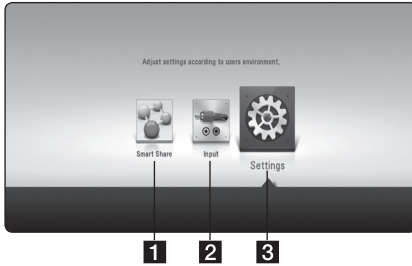 Adjust settings according to users environment.
Smart Share
Input
Settings
1
2
3